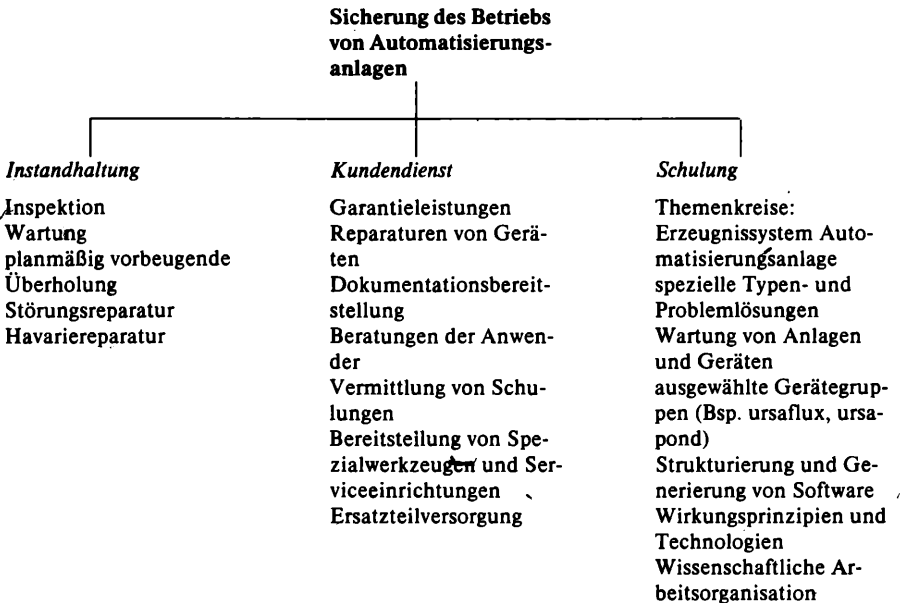 Sicherung des Betriebs
von Automatisierungs-
anlagen
Instandhaltung
Inspektion
Wartung
planmäßig vorbeugende
Überholung
Störungsreparatur
Havariereparatur
Kundendienst
Garantieleistungen
Reparaturen von Gerä-
ten
Dokumentationsbereit-
stellung
Beratungen der Anwen-
der
Vermittlung von Schu-
lungen
Bereitstellung von Spe-
zialwerkzeugen und Ser-
viceeinrichtungen
Ersatzteilversorgung
Schulung
Themenkreise:
Erzeugnissystem Auto-
matisierungsanlage
spezielle Typen- und
Problemlösungen
Wartung von Anlagen
und Geräten
ausgewählte Gerätegrup-
pen (Bsp. ursaflux, ursa-
pond)
Strukturierung und Ge-
nerierung von Software
Wirkungsprinzipien und
Technologien
Wissenschaftliche Ar-
beitsorganisation